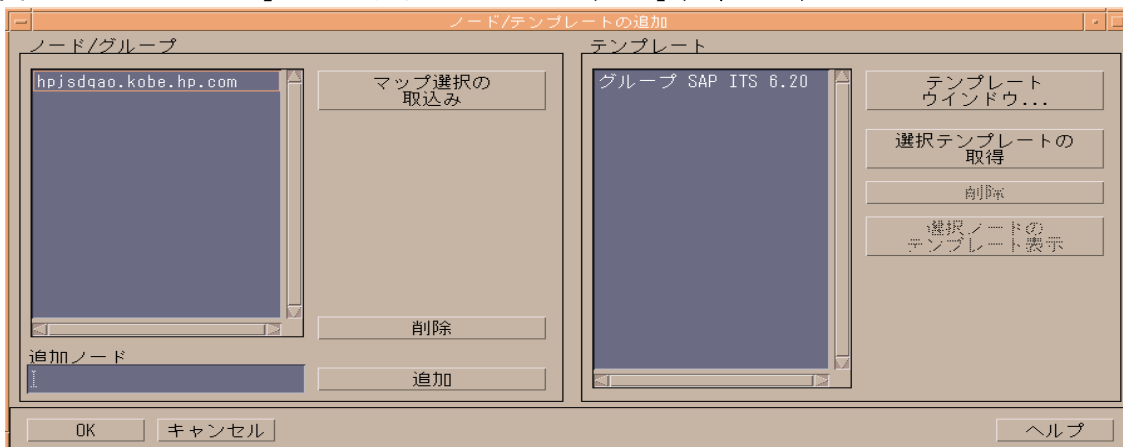 ノード/テンプレートの追加
ノード/グループ
hpjsdqao.kobe.hp.com
マップ選択の
取込み
削除
追加ノード
追加
テンプレート
グループ SAP ITS 6.20
テンプレート
ウインドウ...
選択テンプレートの
取得
削除
選択ノードの
テンプレート表示
OK
キャンセル
ヘルプ